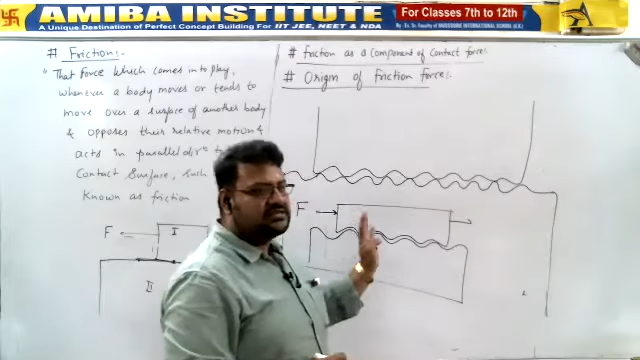 AMIBA INSTITUTE
A Unique Destination of Perfect Concept Building For IIT JEE, NEET & NDA
For Classes 7th to 12th
# Friction:-
# Friction as a Component of Contact force:
" That Force which comes into play,
# Origin of friction force:
whenever a body moves or tends to
move over a surface of another body
& opposes their relative motion &
acts in parallel dirn
Contact Surface, such
Known as friction
F
F
I
II